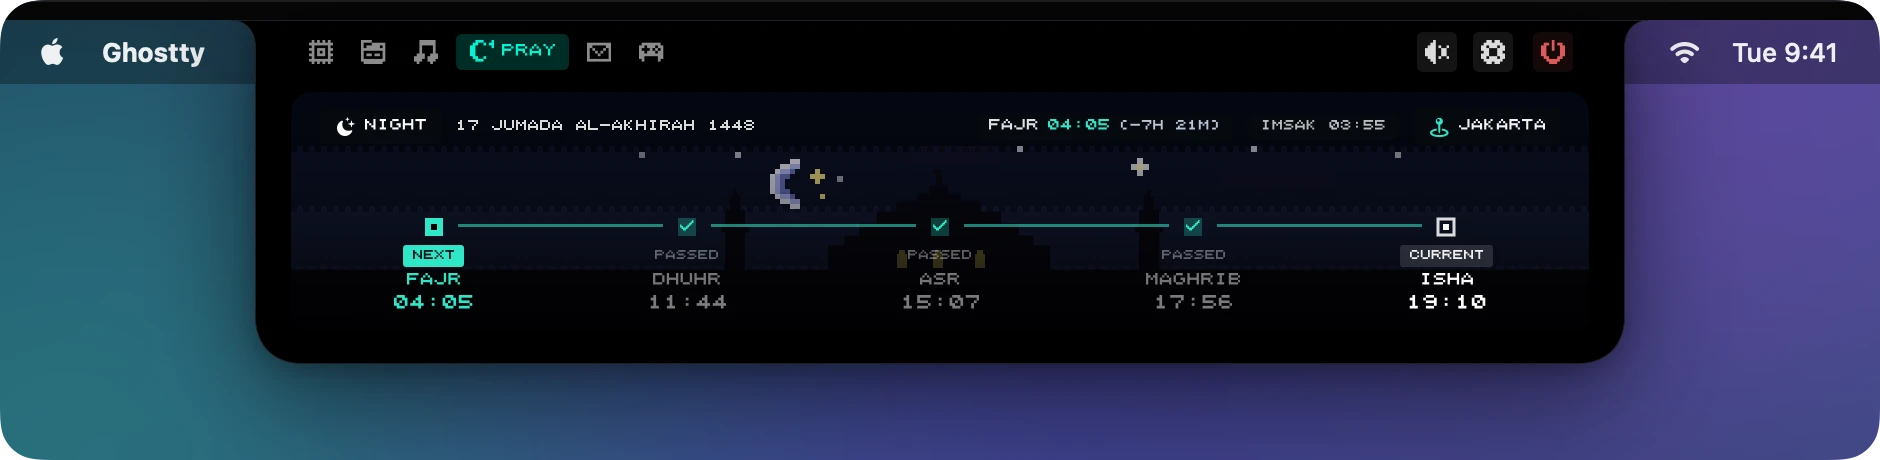 Ghostty
PRAY
Tue 9:41
NIGHT 17 JUMADA AL-AKHIRAH 1448
FAJR 04:05 (-7H 21M) IMSAK 03:55 JAKARTA
NEXT PASSED PASSED PASSED CURRENT
FAJR DHUHR ASR MAGHRIB ISHA
04:05 11:44 15:07 17:56 19:10